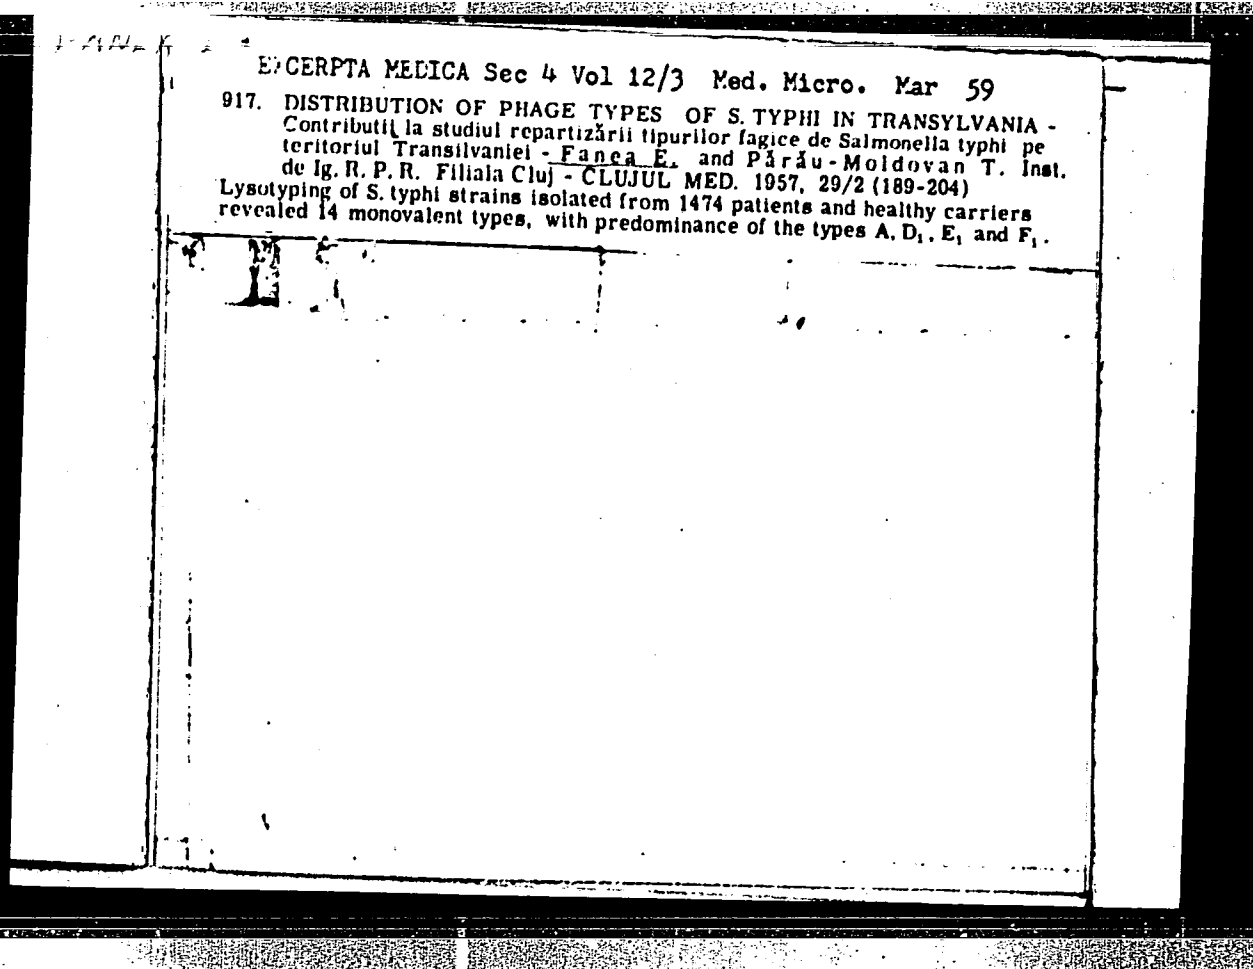 EXCERPTA MEDICA Sec 4 Vol 12/3 Med. Micro. Mar 59
917. DISTRIBUTION OF PHAGE TYPES OF S. TYPHI IN TRANSYLVANIA -
Contributii la studiul repartizării tipurilor fagice de Salmonella typhi pe
teritoriul Transilvaniei - Fanea E. and Părău-Moldovan T. Inst.
de Ig. R. P. R. Filiala Cluj - CLUJUL MED. 1957, 29/2 (189-204)
Lysotyping of S. typhi strains isolated from 1474 patients and healthy carriers
revealed 14 monovalent types, with predominance of the types A, D₁, E₁ and F₁.